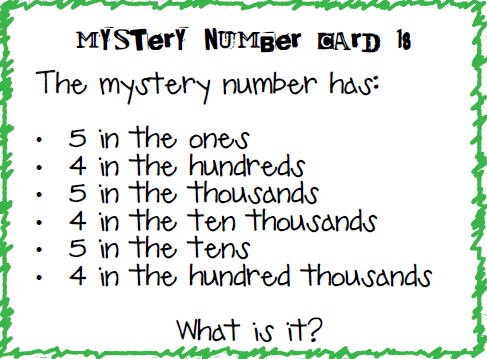 Mystery Number Card 18
The mystery number has:
• 5 in the ones
• 4 in the hundreds
• 5 in the thousands
• 4 in the ten thousands
• 5 in the tens
• 4 in the hundred thousands
What is it?